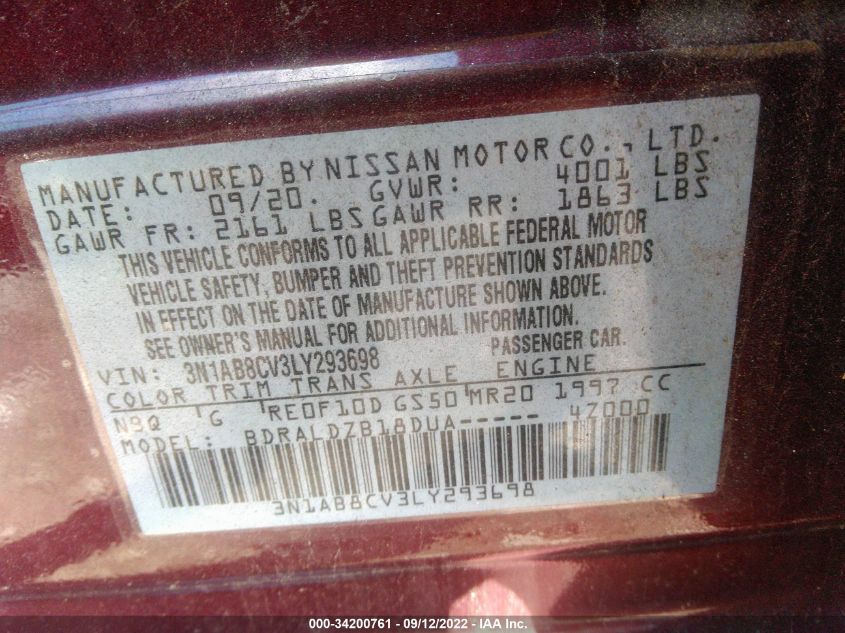 MANUFACTURED BY NISSAN MOTOR CO., LTD.
DATE: 09/20. GVWR: 4001 LBS
GAWR FR: 2161 LBS GAWR RR: 1863 LBS
THIS VEHICLE CONFORMS TO ALL APPLICABLE FEDERAL MOTOR
VEHICLE SAFETY, BUMPER AND THEFT PREVENTION STANDARDS
IN EFFECT ON THE DATE OF MANUFACTURE SHOWN ABOVE.
SEE OWNER'S MANUAL FOR ADDITIONAL INFORMATION.
VIN: 3N1AB8CV3LY293698 PASSENGER CAR.
COLOR TRIM TRANS AXLE ENGINE
NBQ G RE0F10D GS50 MR20 1997 CC
MODEL: BDRALDZB18DUA----- 4Z000
3N1AB8CV3LY293698
000-34200761 - 09/12/2022 - IAA Inc.